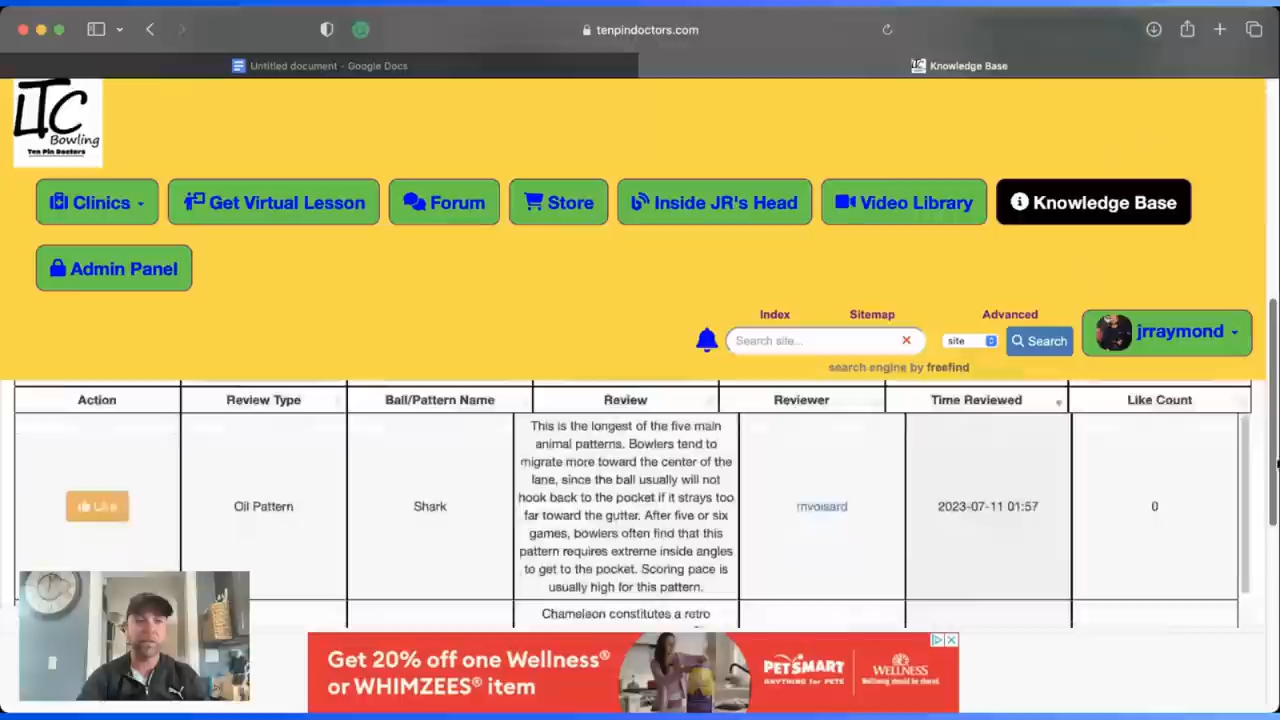 tenpindoctors.com
Untitled document - Google Docs
Knowledge Base
LTC
Bowling
Ten Pin Doctors
Clinics
Get Virtual Lesson
Forum
Store
Inside JR's Head
Video Library
Knowledge Base
Admin Panel
Index
Sitemap
Advanced
Search site...
site
Search
jrraymond
search engine by freefind
Action
Review Type
Ball/Pattern Name
Review
Reviewer
Time Reviewed
Like Count
Like
Oil Pattern
Shark
This is the longest of the five main
animal patterns. Bowlers tend to
migrate more toward the center of the
lane, since the ball usually will not
hook back to the pocket if it strays too
far toward the gutter. After five or six
games, bowlers often find that this
pattern requires extreme inside angles
to get to the pocket. Scoring pace is
usually high for this pattern.
mvoisard
2023-07-11 01:57
0
Chameleon constitutes a retro
Get 20% off one Wellness®
or WHIMZEES® item
PETSMART
ANYTHING for PETS
WELLNESS